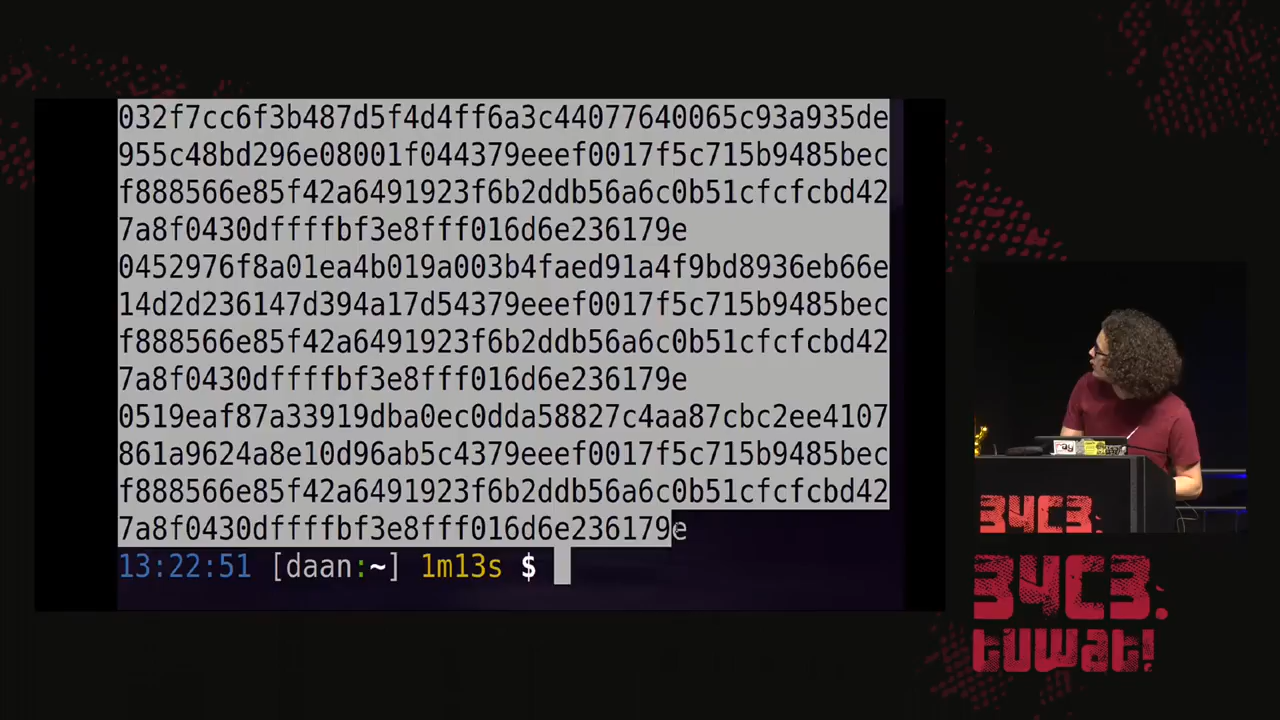 032f7cc6f3b487d5f4d4ff6a3c44077640065c93a935de
955c48bd296e08001f044379eeef0017f5c715b9485bec
f888566e85f42a6491923f6b2ddb56a6c0b51cfcfcbd42
7a8f0430dffffbf3e8fff016d6e236179e
0452976f8a01ea4b019a003b4faed91a4f9bd8936eb66e
14d2d236147d394a17d54379eeef0017f5c715b9485bec
f888566e85f42a6491923f6b2ddb56a6c0b51cfcfcbd42
7a8f0430dffffbf3e8fff016d6e236179e
0519eaf87a33919dba0ec0dda58827c4aa87cbc2ee4107
861a9624a8e10d96ab5c4379eeef0017f5c715b9485bec
f888566e85f42a6491923f6b2ddb56a6c0b51cfcfcbd42
7a8f0430dffffbf3e8fff016d6e236179e
13:22:51 [daan:~] 1m13s $
34C3.
34C3.
tuwat!